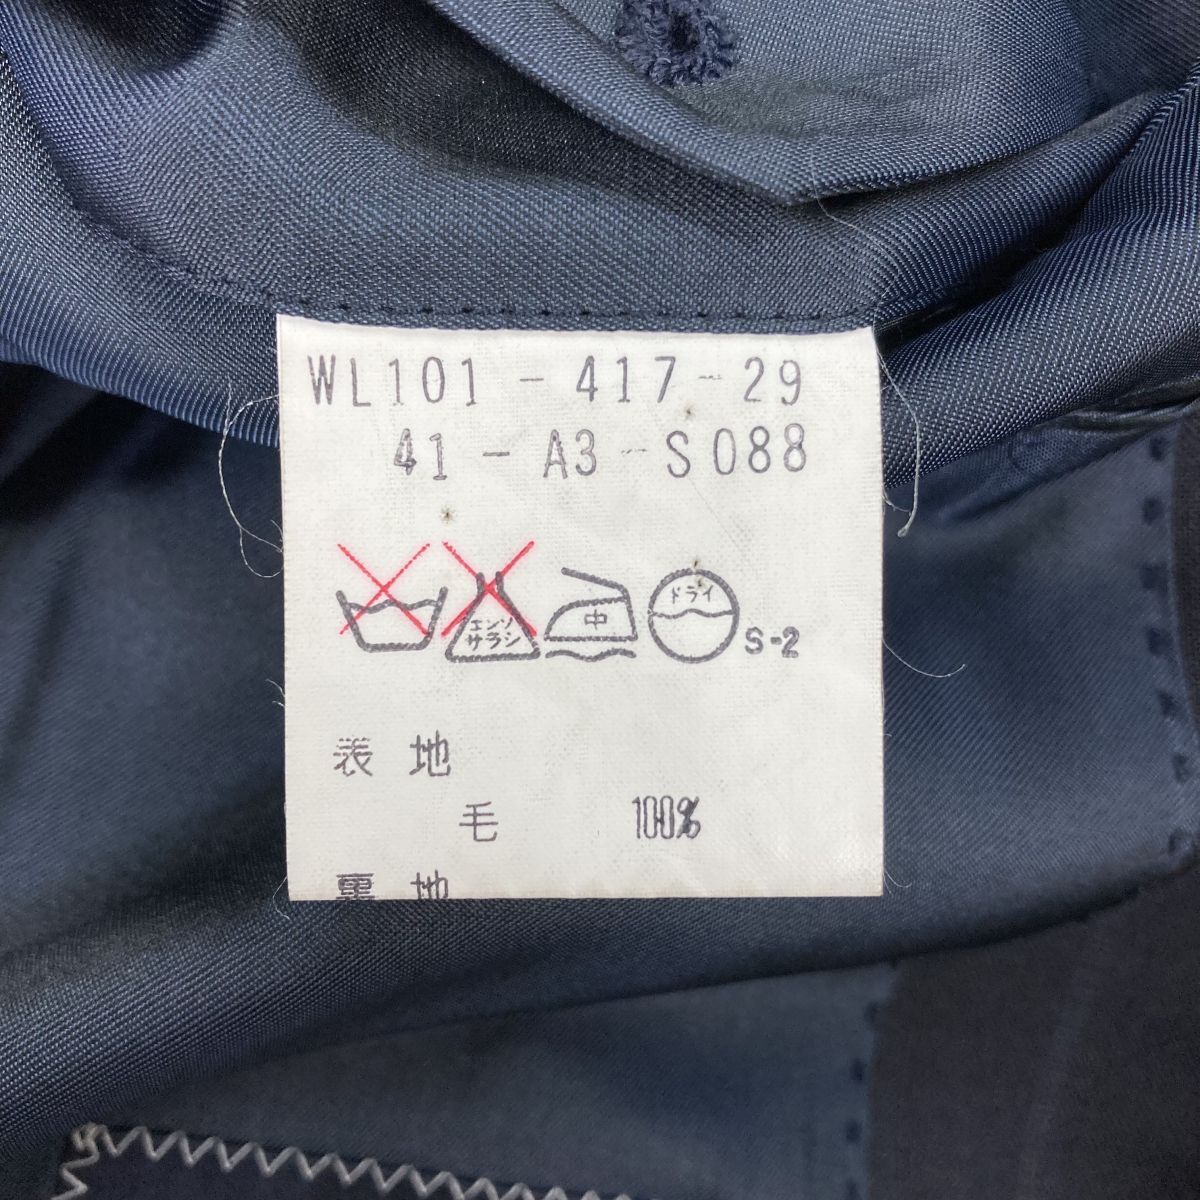 WL101-417-29
41-A3-S088
エンソ 中 ドライ
サラシ S-2
表地
毛 100%
裏地